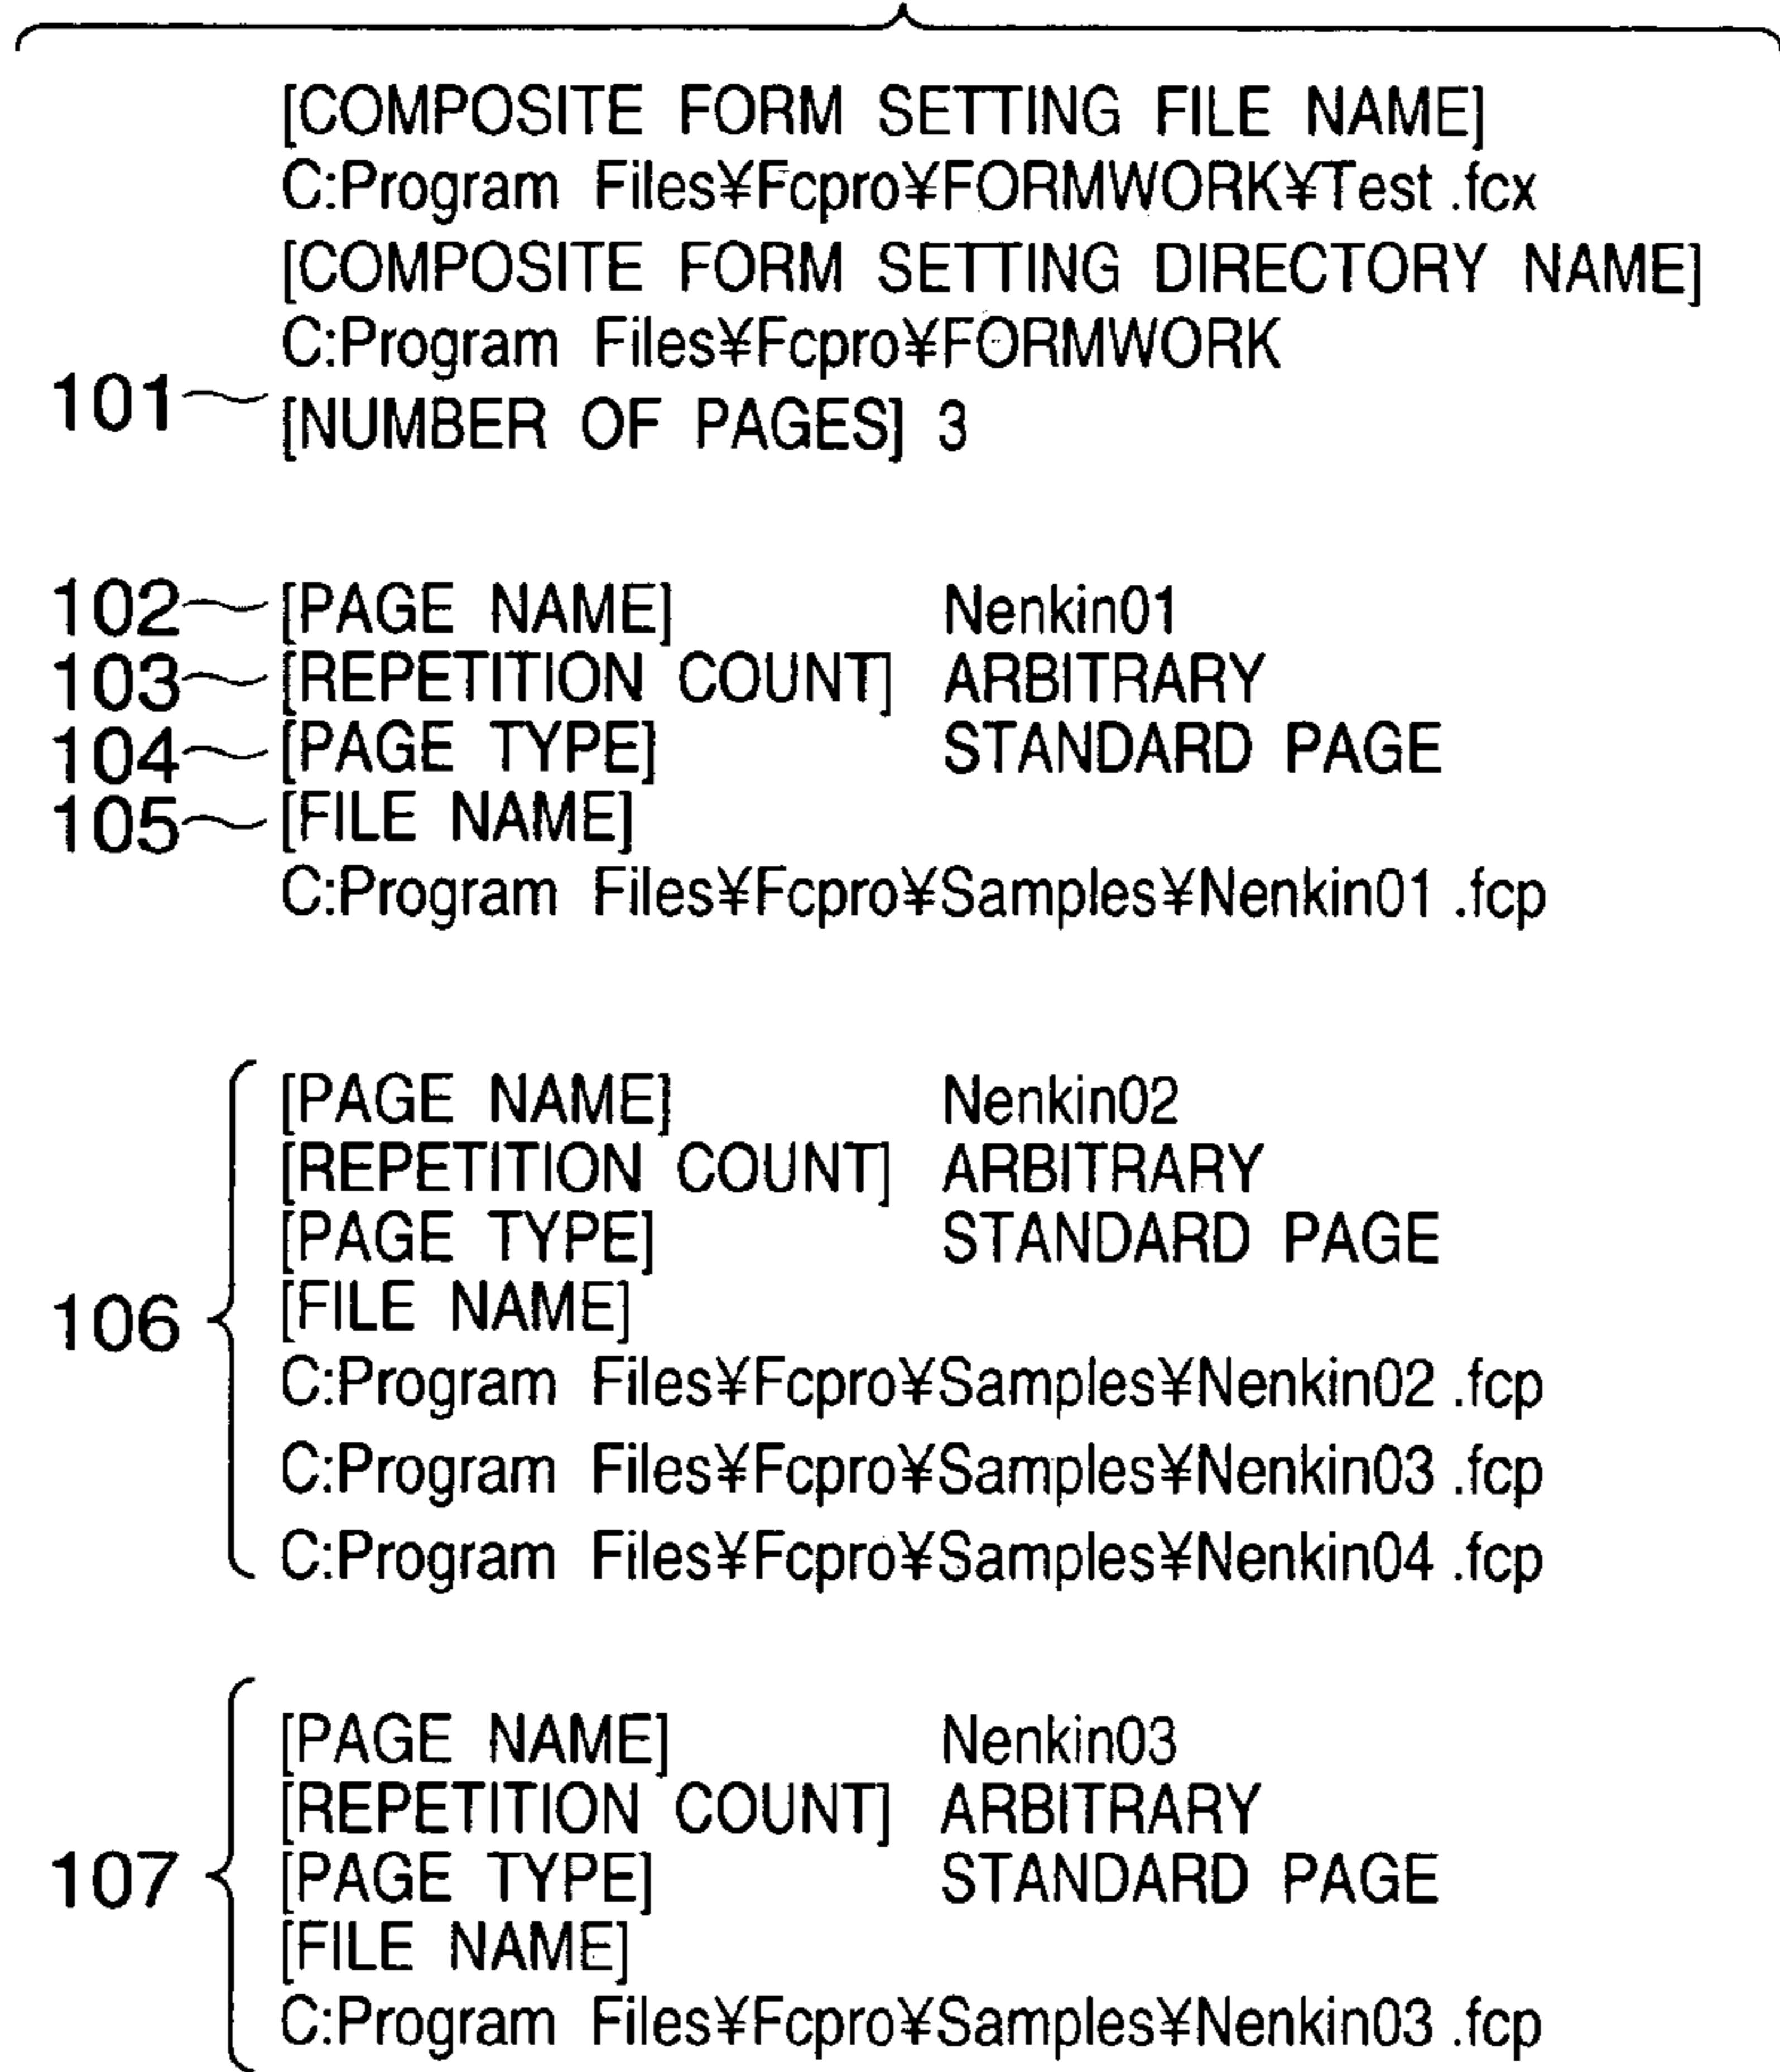 [COMPOSITE FORM SETTING FILE NAME]
C:Program Files¥Fcpro¥FORMWORK¥Test .fcx
[COMPOSITE FORM SETTING DIRECTORY NAME]
C:Program Files¥Fcpro¥FORMWORK
101 [NUMBER OF PAGES] 3
102 [PAGE NAME] Nenkin01
103 [REPETITION COUNT] ARBITRARY
104 [PAGE TYPE] STANDARD PAGE
105 [FILE NAME]
C:Program Files¥Fcpro¥Samples¥Nenkin01 .fcp
[PAGE NAME] Nenkin02
[REPETITION COUNT] ARBITRARY
[PAGE TYPE] STANDARD PAGE
106 [FILE NAME]
C:Program Files¥Fcpro¥Samples¥Nenkin02 .fcp
C:Program Files¥Fcpro¥Samples¥Nenkin03 .fcp
C:Program Files¥Fcpro¥Samples¥Nenkin04 .fcp
[PAGE NAME] Nenkin03
[REPETITION COUNT] ARBITRARY
107 [PAGE TYPE] STANDARD PAGE
[FILE NAME]
C:Program Files¥Fcpro¥Samples¥Nenkin03 .fcp